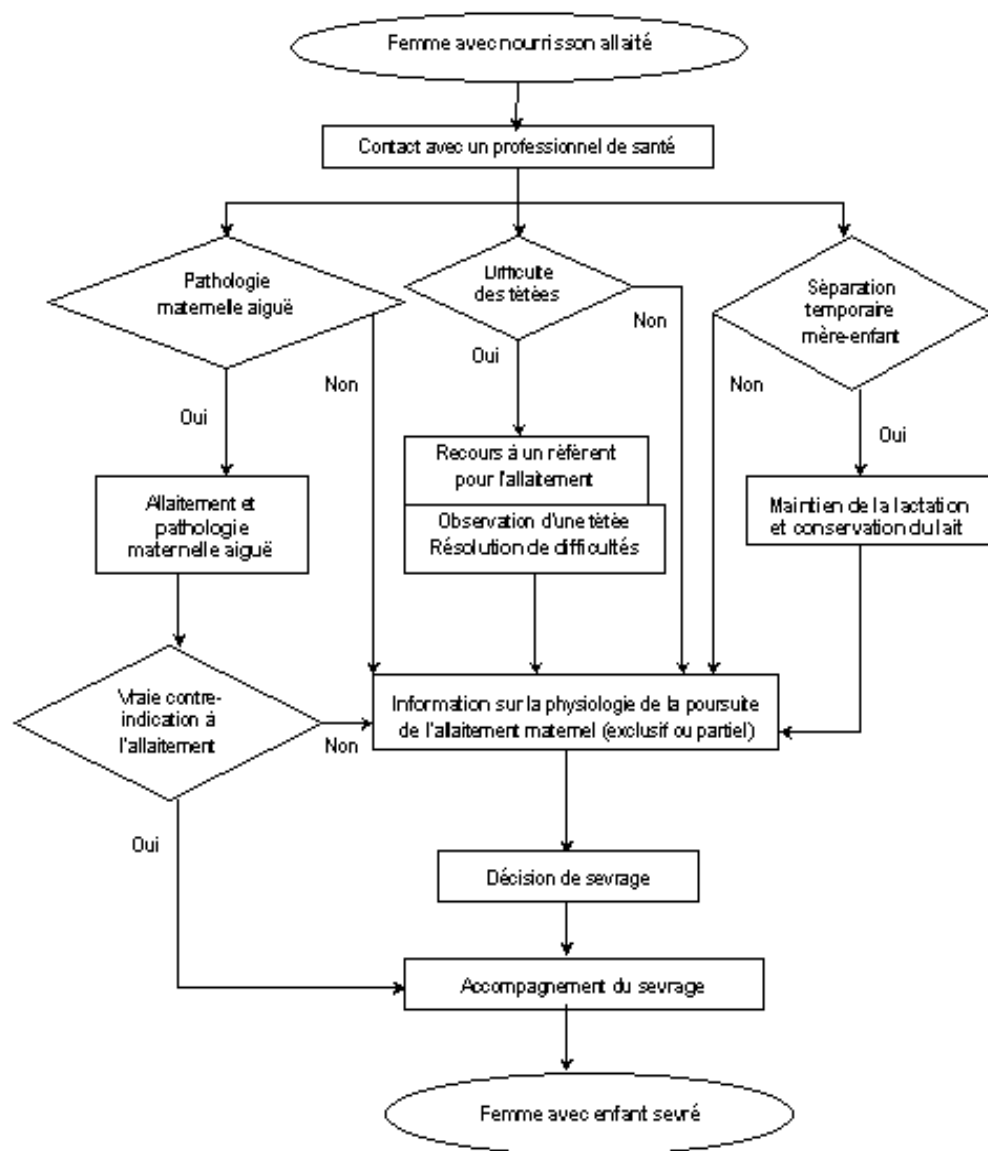 Femme avec nourrisson allaité
Contact avec un professionnel de santé
Pathologie
maternelle aiguë
Difficulte
des tétées
Séparation
temporaire
mère-enfant
Non
Oui
Non
Non
Oui
Oui
Recours à un référent
pour l'allaitement
Allaitement et
pathologie
maternelle aiguë
Observation d'une tétée
Résolution de difficultés
Maintien de la lactation
et conservation du lait
Vraie contre-
indication à
l'allaitement
Non
Information sur la physiologie de la poursuite
de l'allaitement maternel (exclusif ou partiel)
Oui
Décision de sevrage
Accompagnement du sevrage
Femme avec enfant sevré